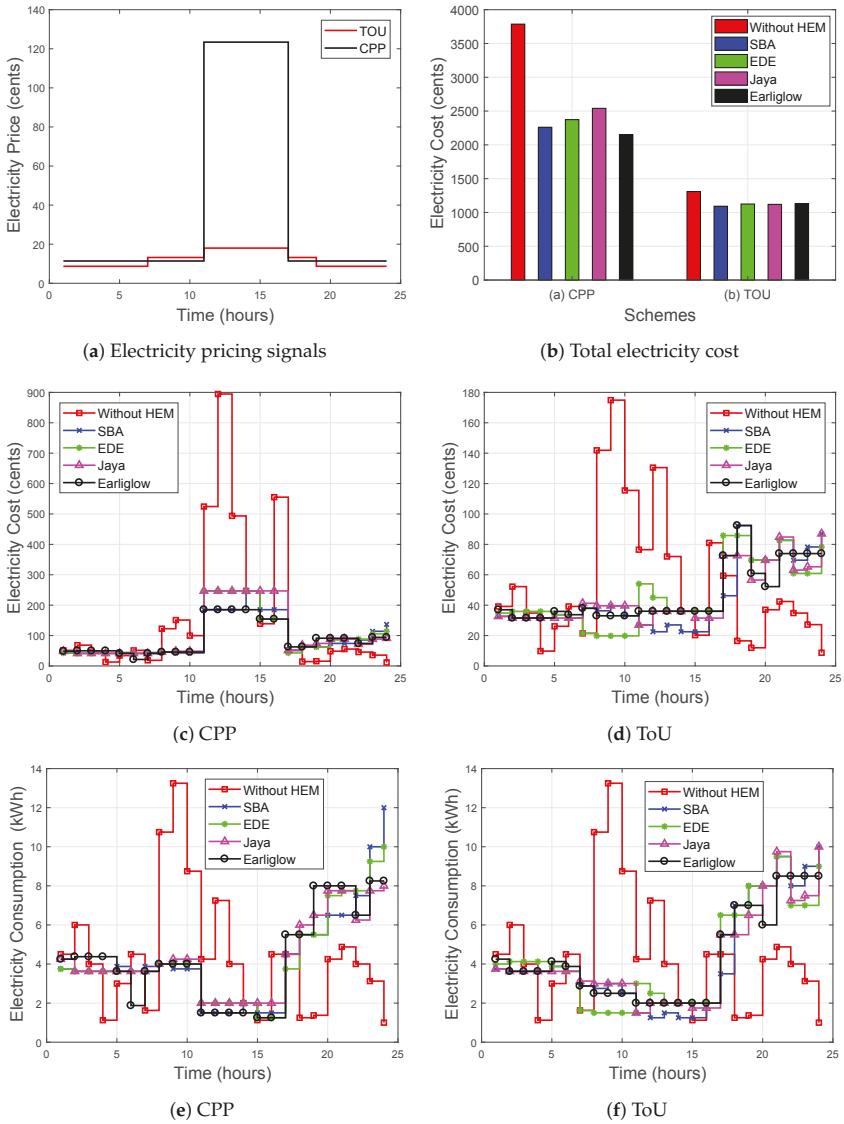 140
120
100
80
60
40
20
0
Electricity Price (cents)
TOU
CPP
0 5 10 15 20 25
Time (hours)
(a) Electricity pricing signals
4000
3500
3000
2500
2000
1500
1000
500
0
Electricity Cost (cents)
Without HEM
SBA
EDE
Jaya
Earliglow
(a) CPP (b) TOU
Schemes
(b) Total electricity cost
900
800
700
600
500
400
300
200
100
0
Electricity Cost (cents)
Without HEM
SBA
EDE
Jaya
Earliglow
0 5 10 15 20 25
Time (hours)
(c) CPP
180
160
140
120
100
80
60
40
20
0
Electricity Cost (cents)
Without HEM
SBA
EDE
Jaya
Earliglow
0 5 10 15 20 25
Time (hours)
(d) ToU
14
12
10
8
6
4
2
0
Electricity Consumption (kWh)
Without HEM
SBA
EDE
Jaya
Earliglow
0 5 10 15 20 25
Time (hours)
(e) CPP
14
12
10
8
6
4
2
0
Electricity Consumption (kWh)
Without HEM
SBA
EDE
Jaya
Earliglow
0 5 10 15 20 25
Time (hours)
(f) ToU